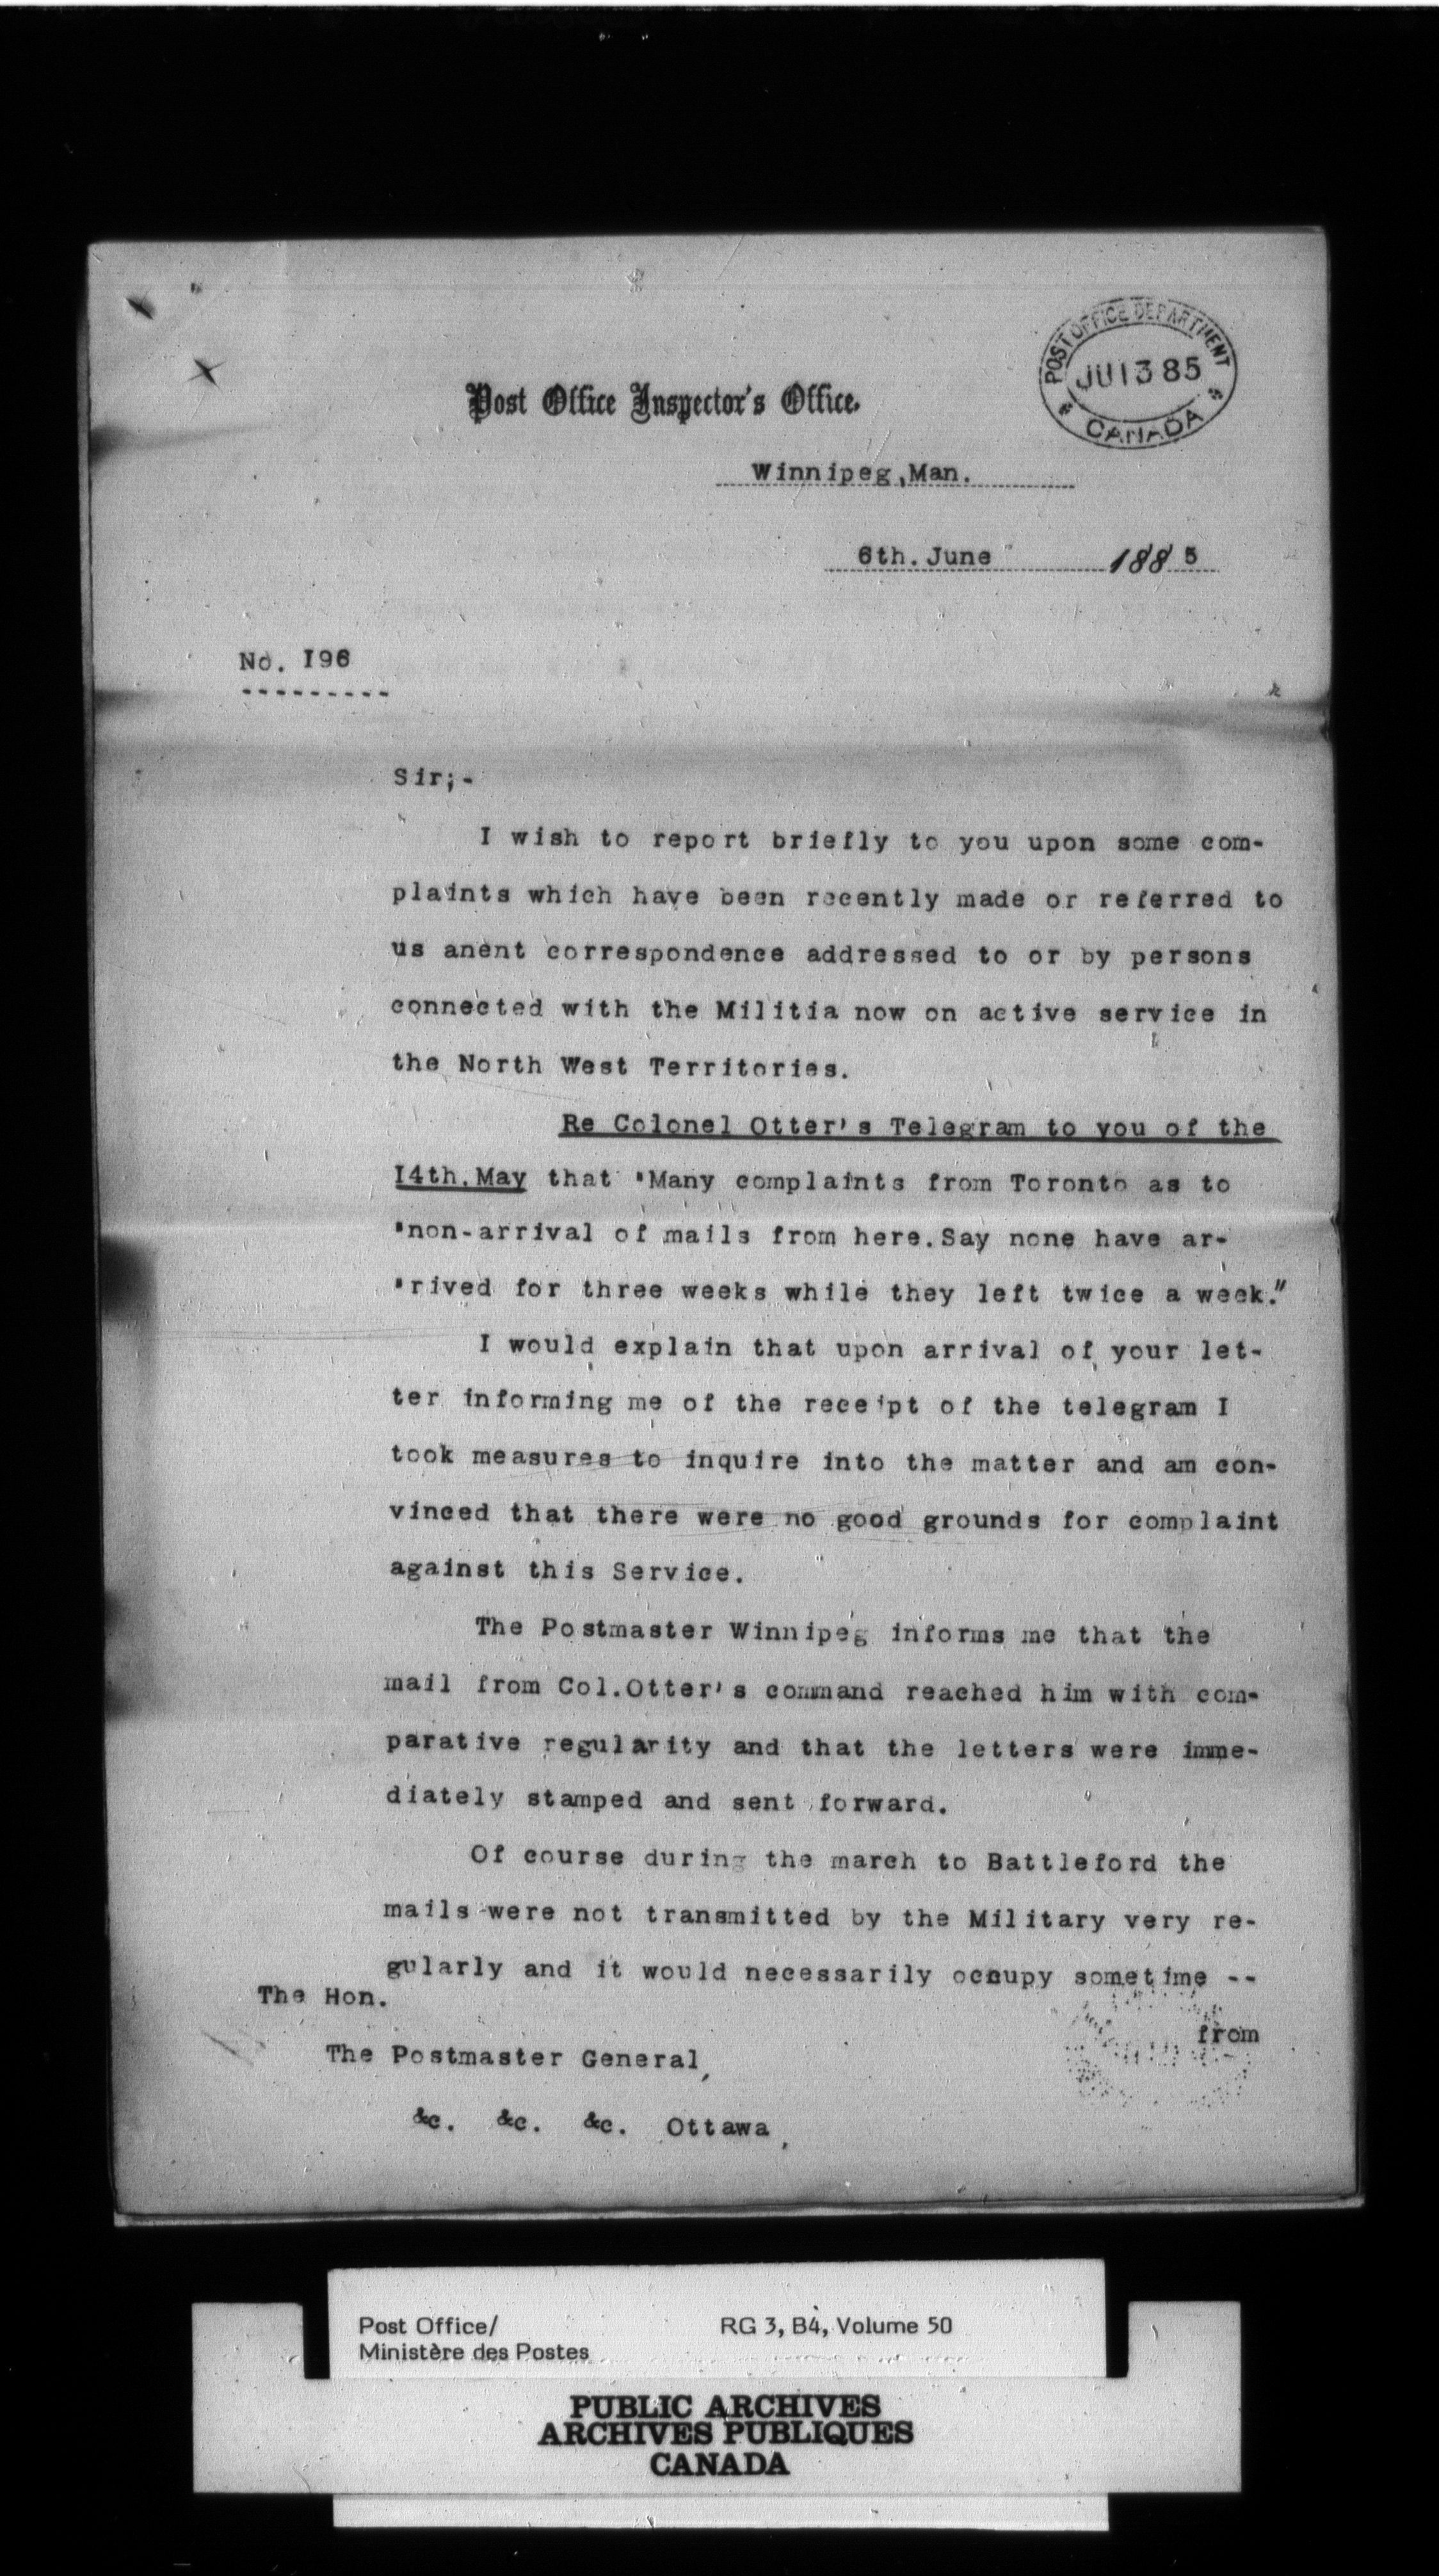 POST OFFICE DEPARTMENT
JU 13 85
CANADA
Post Office Inspector's Office.
Winnipeg,Man.
6th.June 1885
No. I96
---------
Sir;-
I wish to report briefly to you upon some com-
plaints which have been recently made or referred to
us anent correspondence addressed to or by persons
connected with the Militia now on active service in
the North West Territories.
Re Colonel Otter's Telegram to you of the
I4th.May that "Many complaints from Toronto as to
"non-arrival of mails from here.Say none have ar-
"rived for three weeks while they left twice a week."
I would explain that upon arrival of your let-
ter informing me of the receipt of the telegram I
took measures to inquire into the matter and am con-
vinced that there were no good grounds for complaint
against this Service.
The Postmaster Winnipeg informs me that the
mail from Col.Otter's command reached him with com-
parative regularity and that the letters were imme-
diately stamped and sent forward.
Of course during the march to Battleford the
mails were not transmitted by the Military very re-
gularly and it would necessarily occupy sometime --
The Hon.
from
The Postmaster General,
&c. &c. &c. Ottawa,
Post Office/ RG 3, B4, Volume 50
Ministère des Postes
PUBLIC ARCHIVES
ARCHIVES PUBLIQUES
CANADA